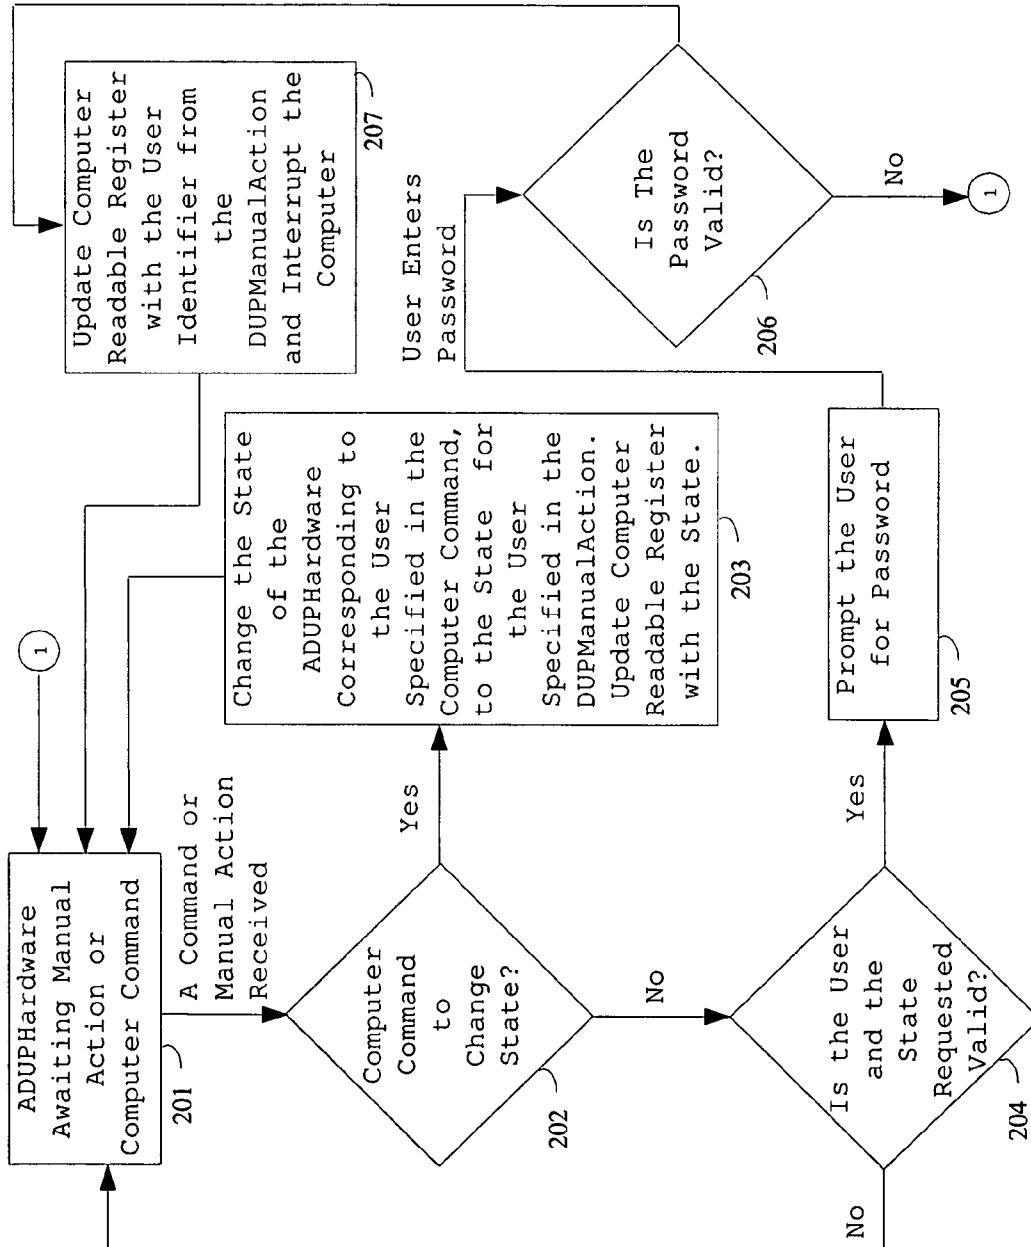 ADUPHardware
Awaiting Manual
Action or
Computer Command
201
1
A Command or
Manual Action
Received
Computer
Command
to
Change
State?
202
Yes
No
Change the State
of the
ADUPHardware
Corresponding to
the User
Specified in the
Computer Command,
to the State for
the User
Specified in the
DUPManualAction.
Update Computer
Readable Register
with the State.
203
Is the User
and the
State
Requested
Valid?
204
No
Yes
Prompt the User
for Password
205
User Enters
Password
Is The
Password
Valid?
206
No
1
Update Computer
Readable Register
with the User
Identifier from
the
DUPManualAction
and Interrupt the
Computer
207